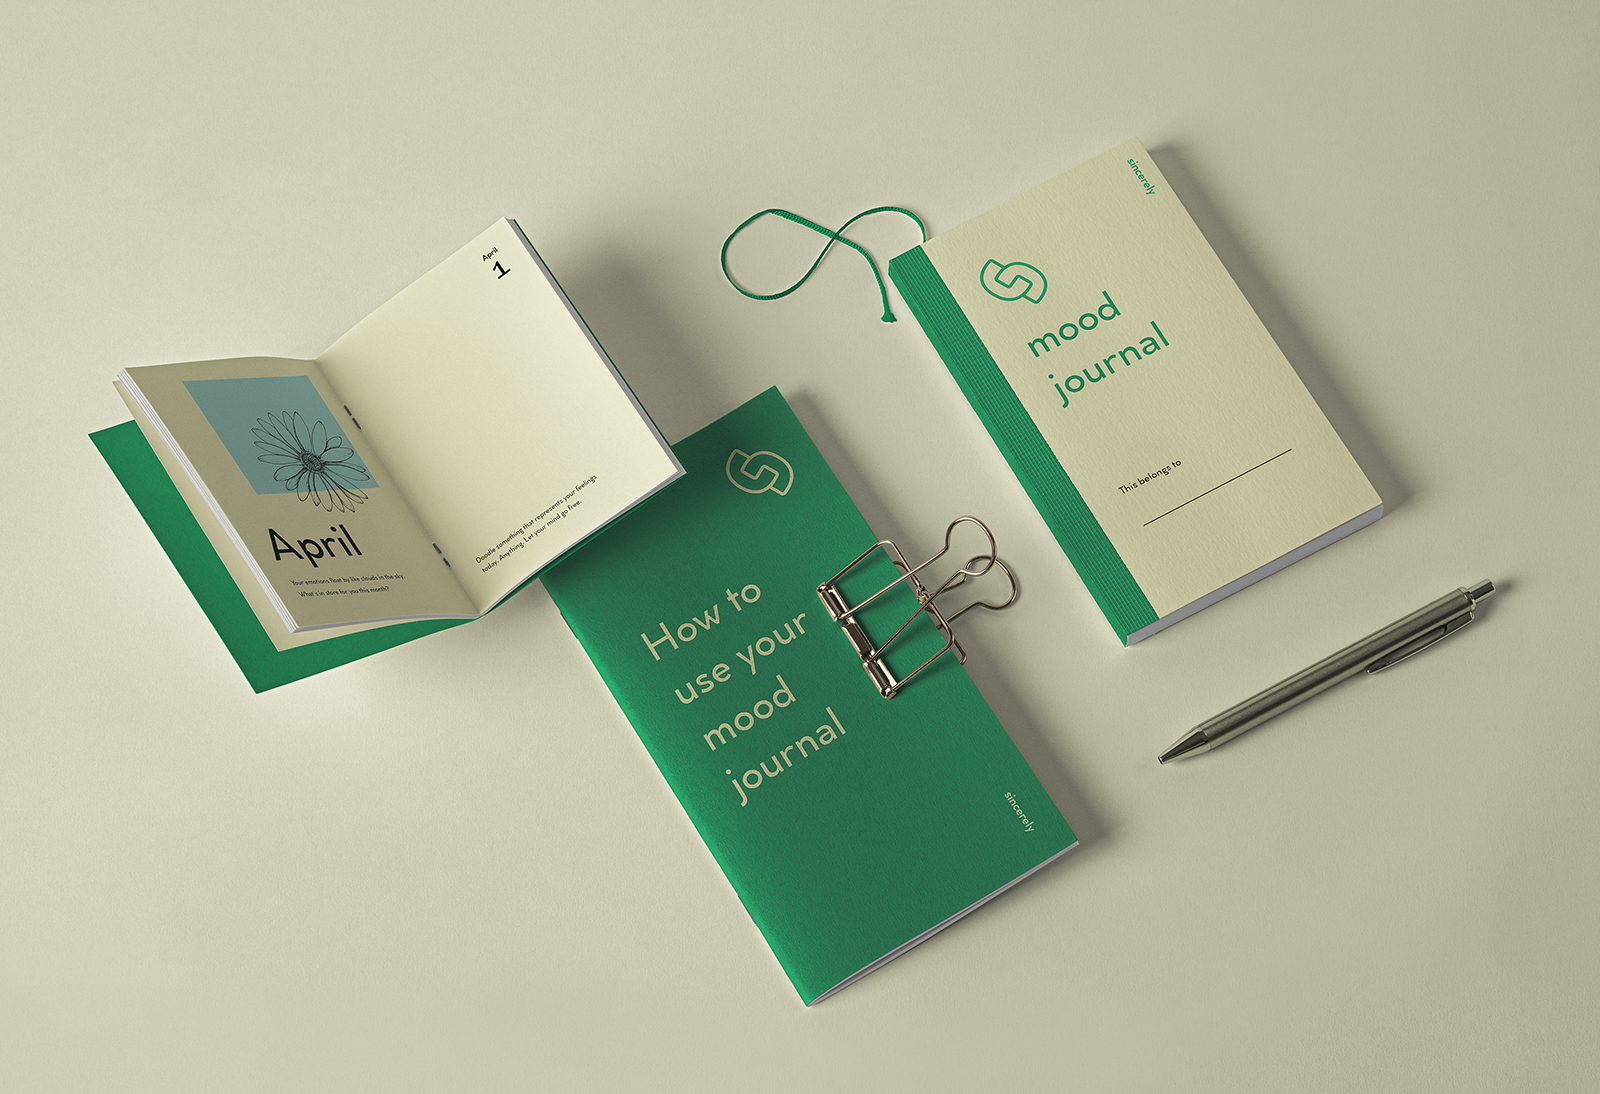 April
1
Doodle something that represents your feelings
today. Anything. Let your mind go free.
April
Your emotions float by like clouds in the sky.
What's in store for you this month?
How to
use your
mood
journal
sincerely
sincerely
mood
journal
This belongs to